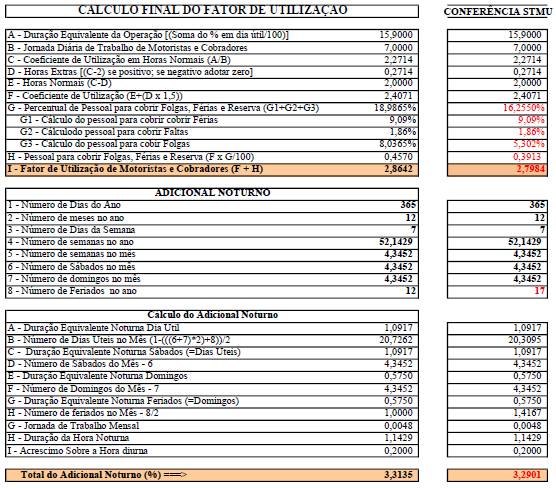 CALCULO FINAL DO FATOR DE UTILIZAÇÃO CONFERÊNCIA STMU
A - Duração Equivalente da Operação [(Soma do % em dia útil/100)] 15,9000 15,9000
B - Jornada Diária de Trabalho de Motoristas e Cobradores 7,0000 7,0000
C - Coeficiente de Utilização em Horas Normais (A/B) 2,2714 2,2714
D - Horas Extras [(C-2) se positivo; se negativo adotar zero] 0,2714 0,2714
E - Horas Normais (C-D) 2,0000 2,0000
F - Coeficiente de Utilização (E+(D x 1,5)) 2,4071 2,4071
G - Percentual de Pessoal para cobrir Folgas, Férias e Reserva (G1+G2+G3) 18,9865% 16,2550%
G1 - Cálculo do pessoal para cobrir cobrir Férias 9,09% 9,09%
G2 - Cálculodo pessoal para cobrir Faltas 1,86% 1,86%
G3 - Cálculo do pessoal para cobir Folgas 8,0365% 5,302%
H - Pessoal para cobrir Folgas, Férias e Reserva (F x G/100) 0,4570 0,3913
I - Fator de Utilização de Motoristas e Cobradores (F + H) 2,8642 2,7984
ADICIONAL NOTURNO
1 - Número de Dias do Ano 365 365
2 - Número de meses no ano 12 12
3 - Número de Dias da Semana 7 7
4 - Número de semanas no ano 52,1429 52,1429
5 - Número de semanas no mês 4,3452 4,3452
6 - Número de Sábados no mês 4,3452 4,3452
7 - Número de domingos no mês 4,3452 4,3452
8 - Número de Feriados no ano 12 17
Cálculo do Adicional Noturno
A - Duração Equivalente Noturna Dia Útil 1,0917 1,0917
B - Número de Dias Úteis no Mês (1-(((6+7)*2)+8))/2 20,7262 20,3095
C - Duração Equivalente Noturna Sábados (=Dias Úteis) 1,0917 1,0917
D - Número de Sábados do Mês - 6 4,3452 4,3452
E - Duração Equivalente Noturna Domingos 0,5750 0,5750
F - Número de Domingos do Mês - 7 4,3452 4,3452
G - Duração Equivalente Noturna Feriados (=Domingos) 0,5750 0,5750
H - Número de feriados no Mês - 8/2 1,0000 1,4167
G - Jornada de Trabalho Mensal 0,0048 0,0048
H - Duração da Hora Noturna 1,1429 1,1429
I - Acrescimo Sobre a Hora diurna 0,2000 0,2000
Total do Adicional Noturno (%) ===> 3,3135 3,2901